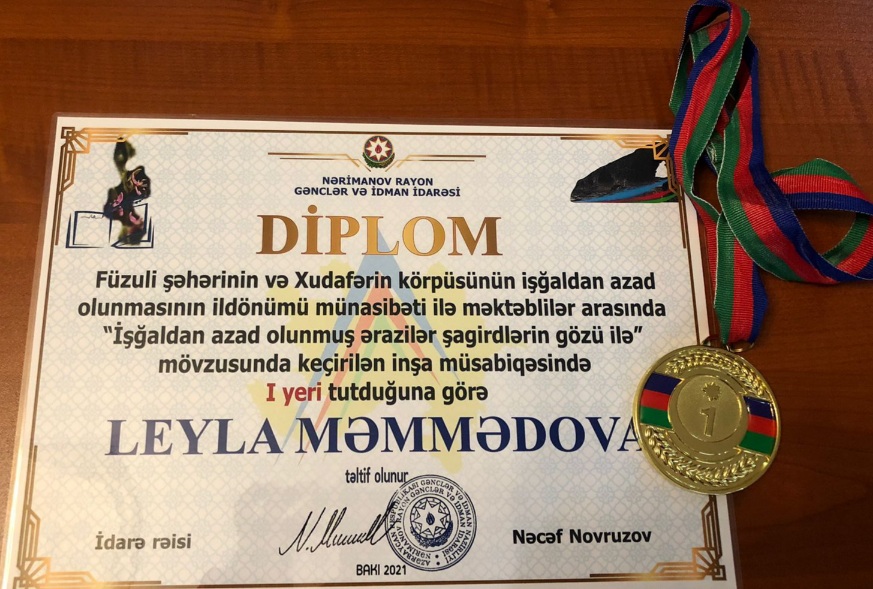 NƏRİMANOV RAYON
GƏNCLƏR VƏ İDMAN İDARƏSİ
DİPLOM
Füzuli şəhərinin və Xudafərin körpüsünün işğaldan azad
olunmasının ildönümü münasibəti ilə məktəblilər arasında
“İşğaldan azad olunmuş ərazilər şagirdlərin gözü ilə”
mövzusunda keçirilən inşa müsabiqəsində
I yeri tutduğuna görə
LEYLA MƏMMƏDOVA
təltif olunur
İdarə rəisi
Nəcəf Novruzov
BAKI 2021
1